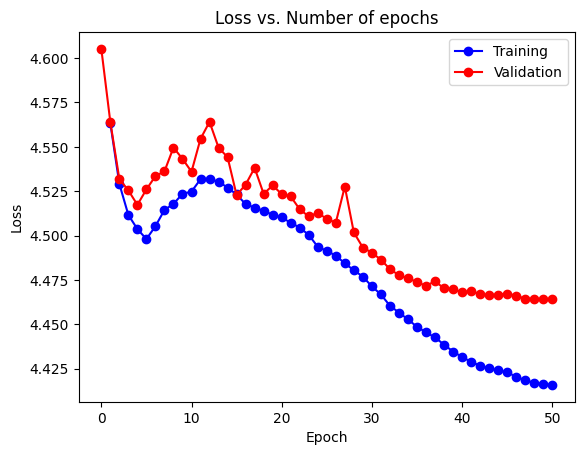 Loss vs. Number of epochs
Training
Validation
4.600
4.575
4.550
4.525
4.500
4.475
4.450
4.425
Loss
0 10 20 30 40 50
Epoch